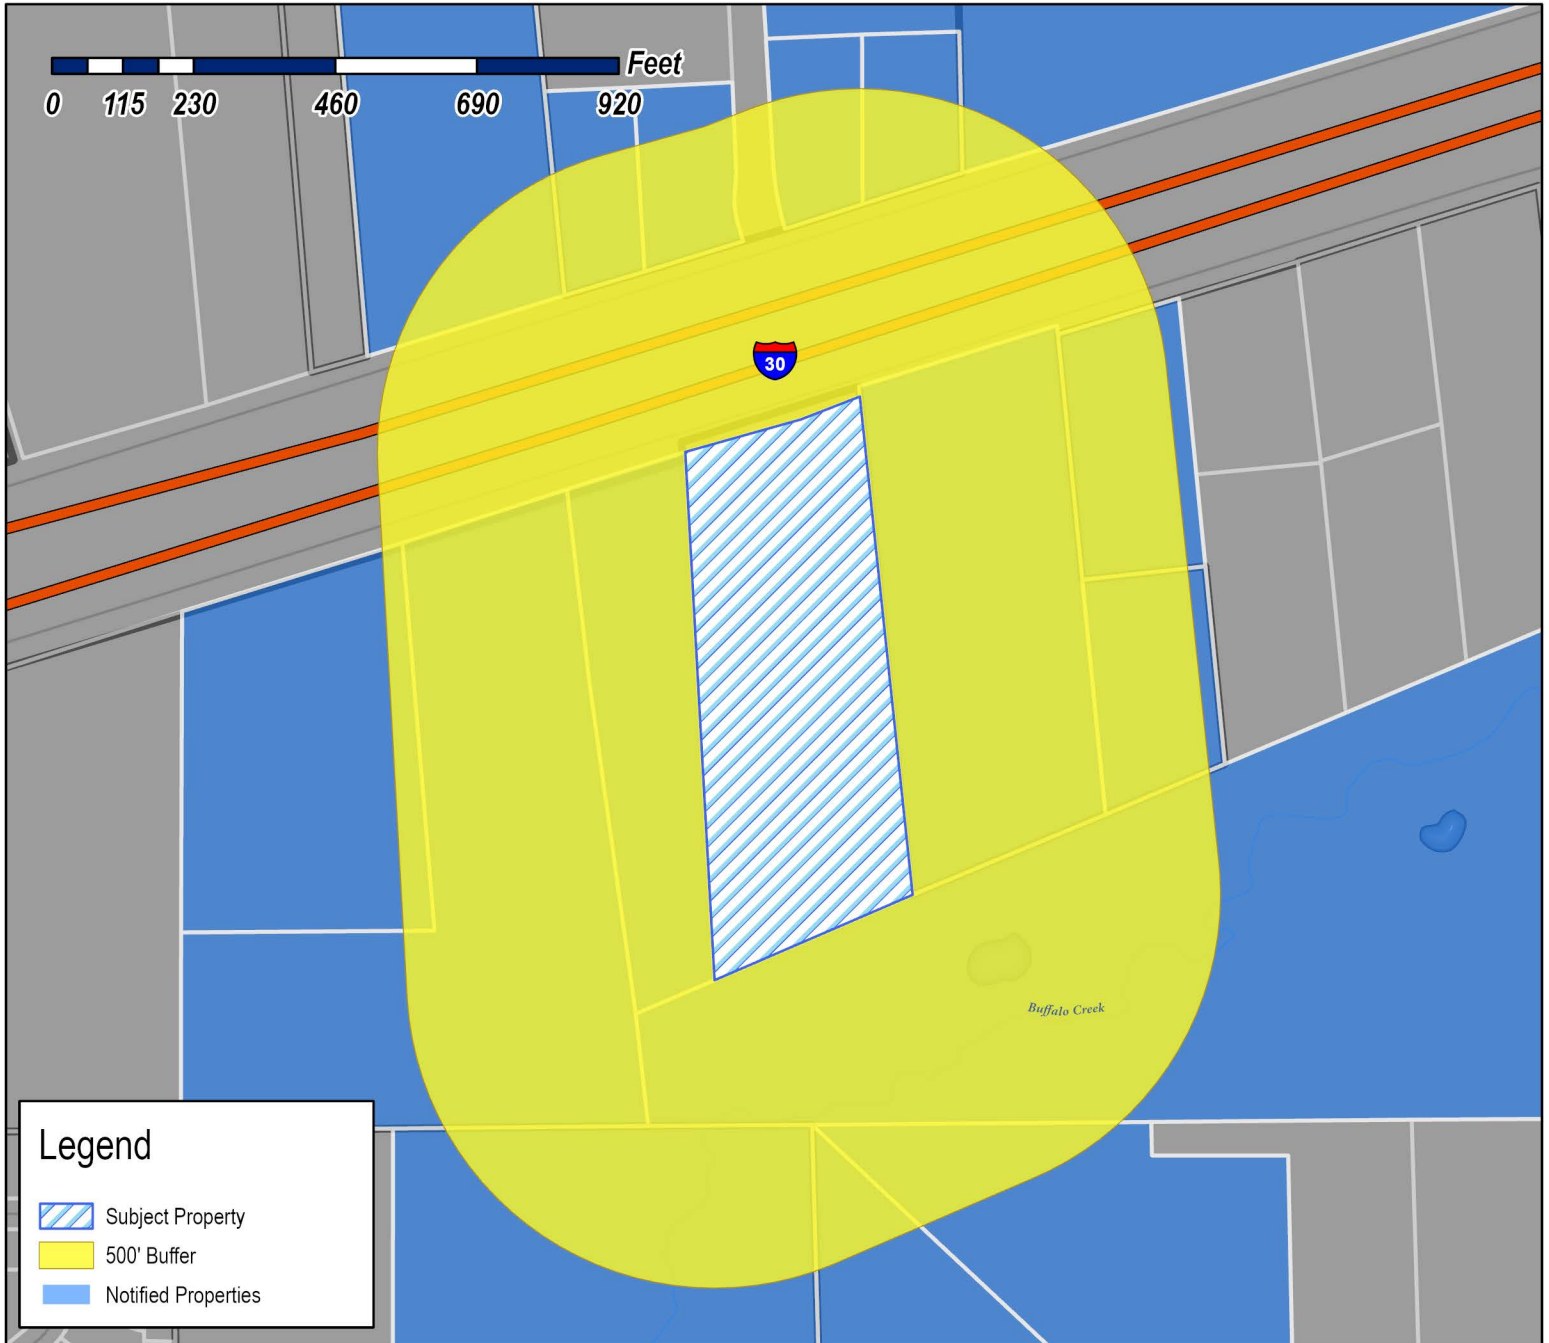 Feet
0 115 230 460 690 920
30
Buffalo Creek
Legend
Subject Property
500' Buffer
Notified Properties